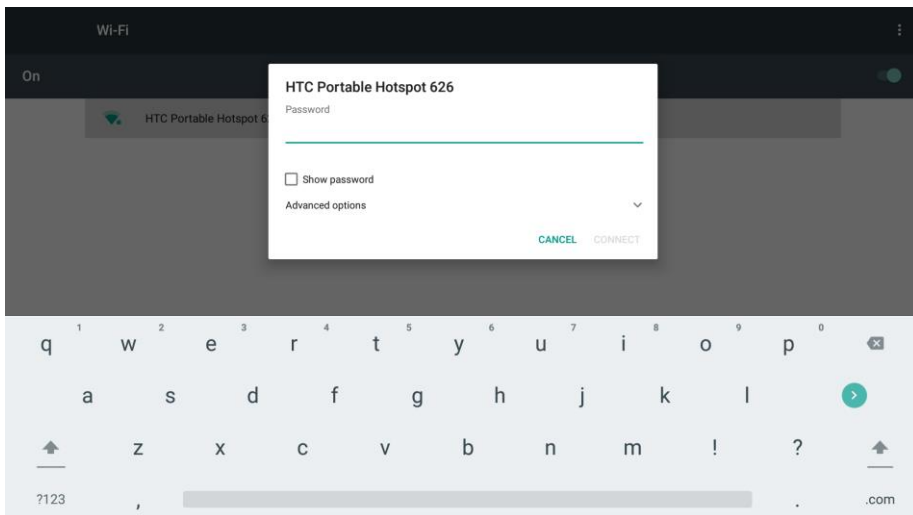 Wi-Fi
On
HTC Portable Hotspot 6
HTC Portable Hotspot 626
Password
Show password
Advanced options
CANCEL CONNECT
q 1 w 2 e 3 r 4 t 5 y 6 u 7 i 8 o 9 p 0
a s d f g h j k l
z x c v b n m ! ?
?123 , . .com